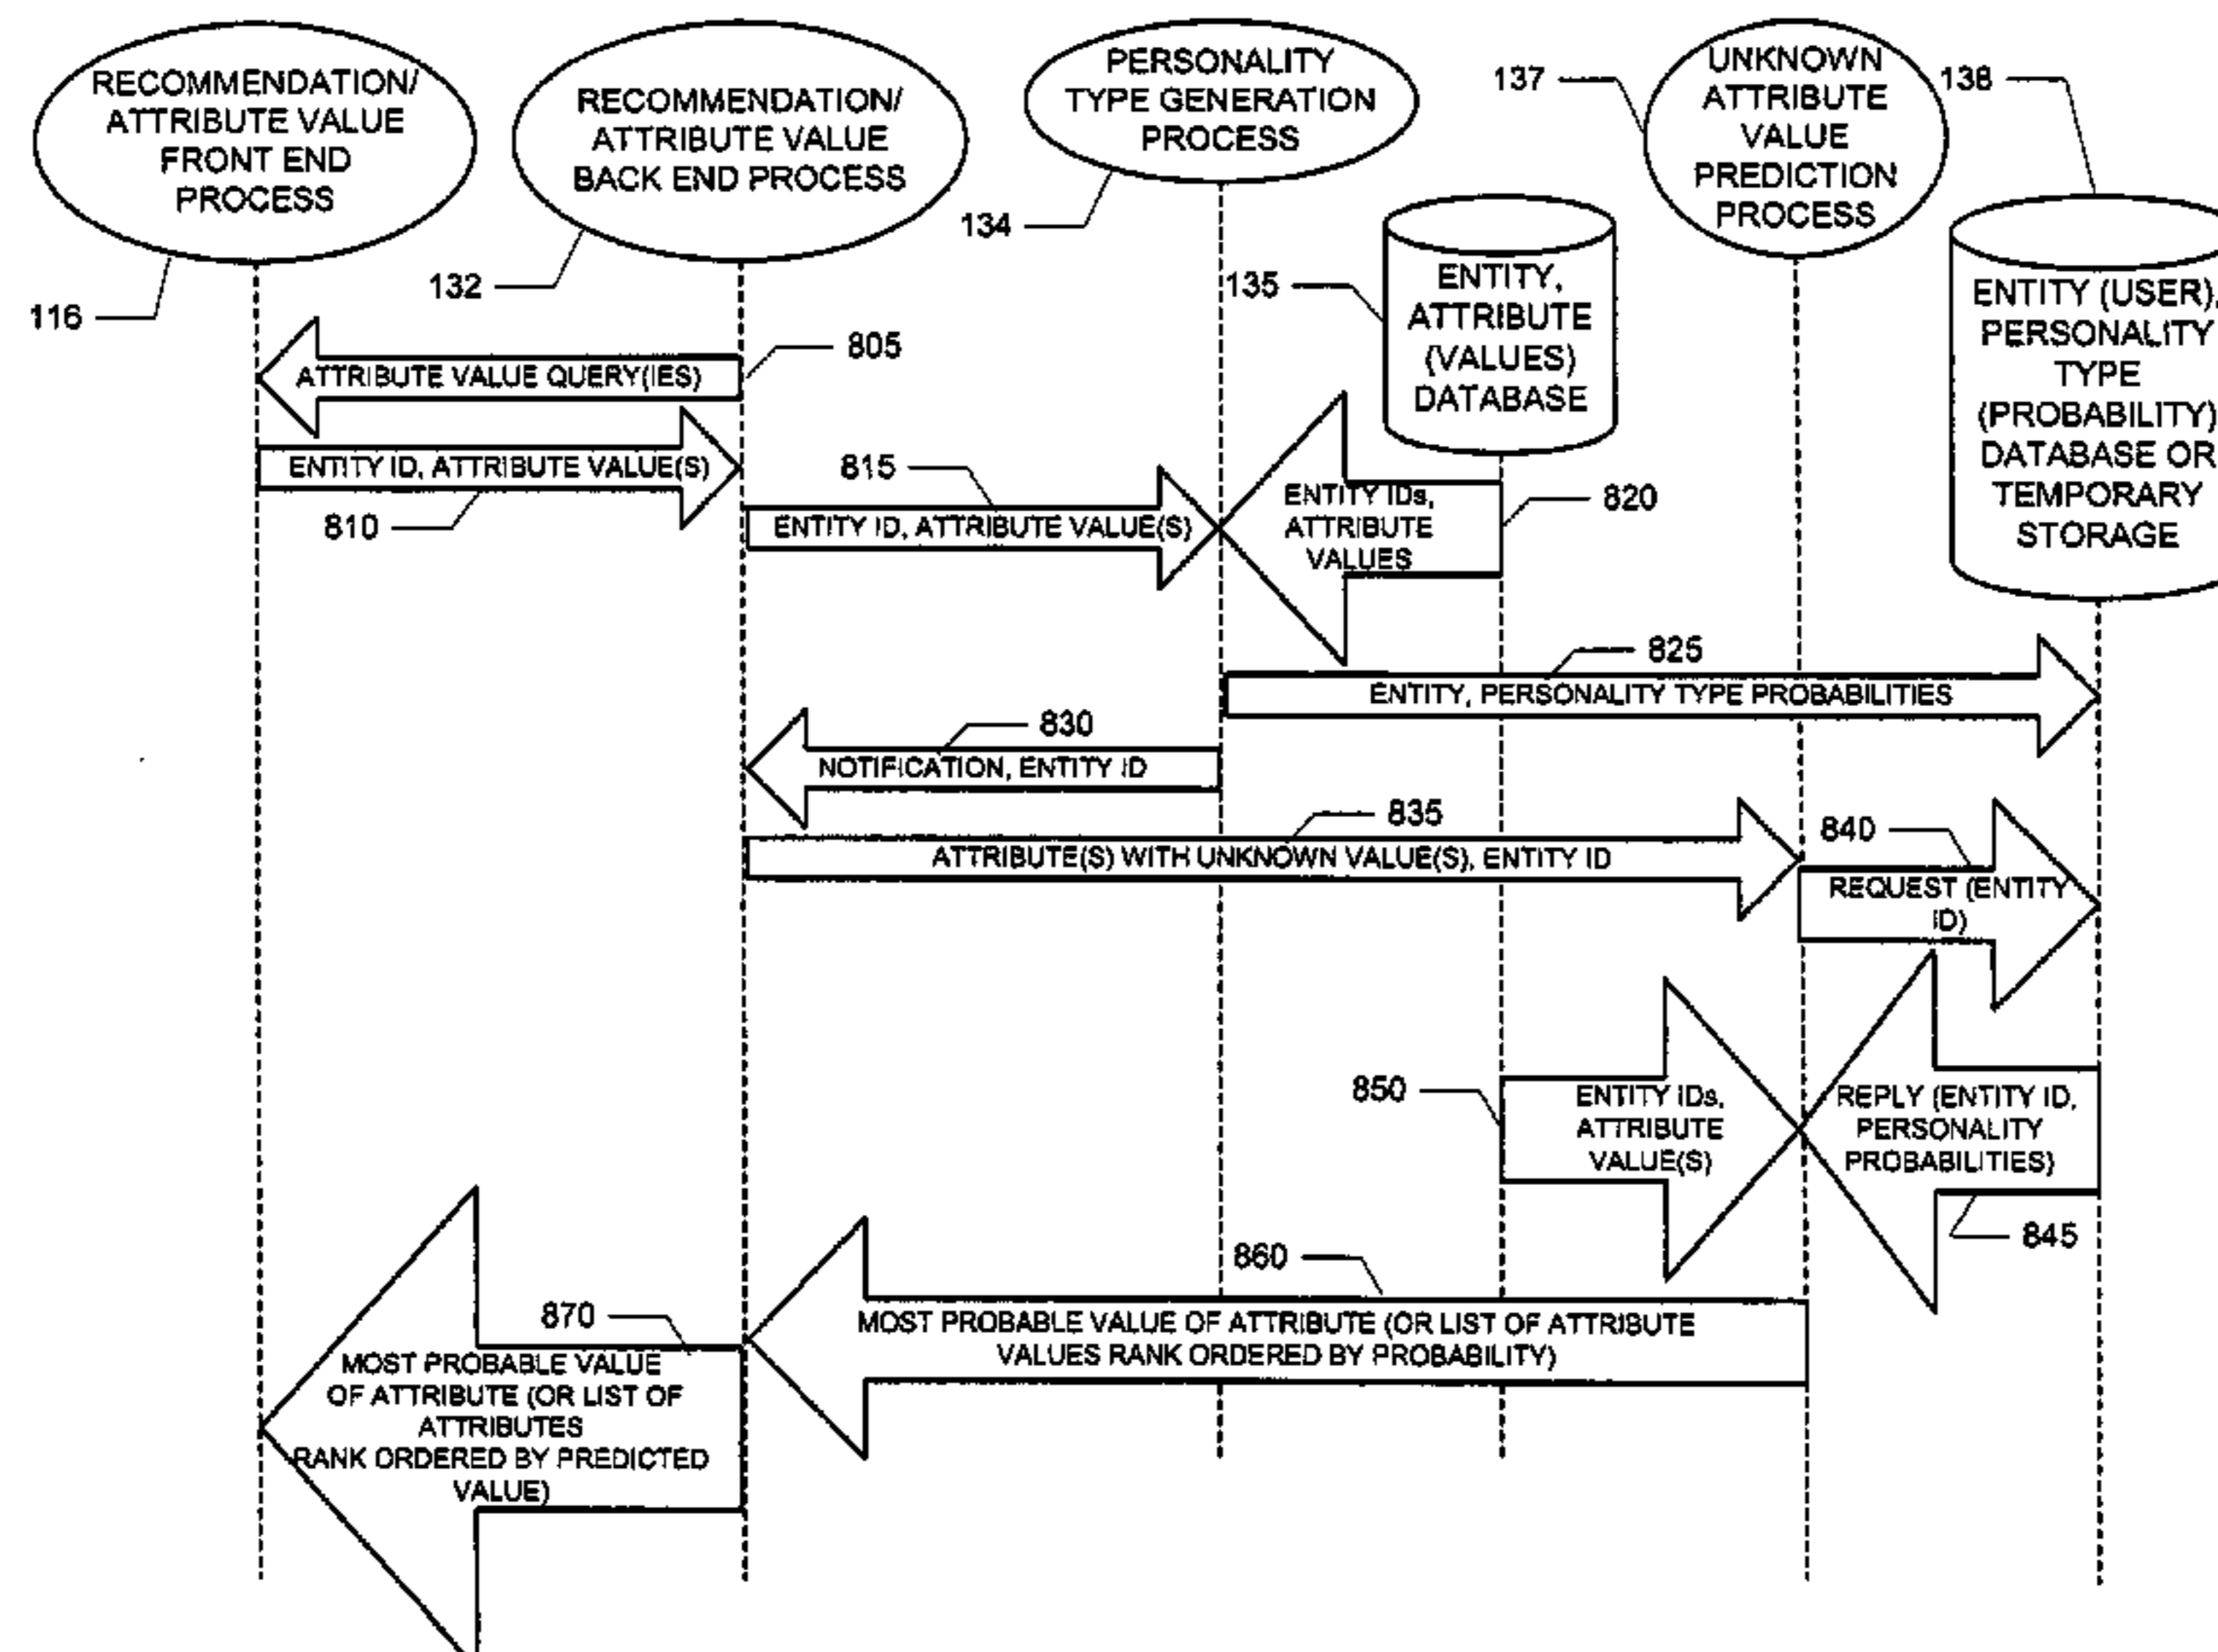 RECOMMENDATION/
ATTRIBUTE VALUE
FRONT END
PROCESS
116
RECOMMENDATION/
ATTRIBUTE VALUE
BACK END PROCESS
132
PERSONALITY
TYPE GENERATION
PROCESS
134
ENTITY,
ATTRIBUTE
(VALUES)
DATABASE
135
UNKNOWN
ATTRIBUTE
VALUE
PREDICTION
PROCESS
137
138
ENTITY (USER),
PERSONALITY
TYPE
(PROBABILITY)
DATABASE OR
TEMPORARY
STORAGE
ATTRIBUTE VALUE QUERY(IES)
805
ENTITY ID, ATTRIBUTE VALUE(S)
810
815
ENTITY ID, ATTRIBUTE VALUE(S)
ENTITY IDs,
ATTRIBUTE
VALUES
820
825
ENTITY, PERSONALITY TYPE PROBABILITIES
830
NOTIFICATION, ENTITY ID
835
ATTRIBUTE(S) WITH UNKNOWN VALUE(S), ENTITY ID
840
REQUEST (ENTITY
ID)
850
ENTITY IDs,
ATTRIBUTE
VALUE(S)
REPLY (ENTITY ID,
PERSONALITY
PROBABILITIES)
845
860
MOST PROBABLE VALUE OF ATTRIBUTE (OR LIST OF ATTRIBUTE
VALUES RANK ORDERED BY PROBABILITY)
870
MOST PROBABLE VALUE
OF ATTRIBUTE (OR LIST OF
ATTRIBUTES
RANK ORDERED BY PREDICTED
VALUE)